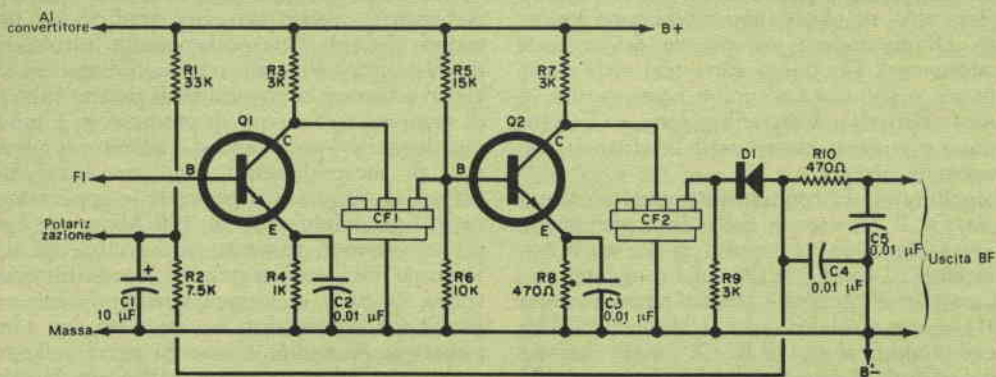 Al
convertitore
B+
R1
33K
R3
3K
R5
15K
R7
3K
Q1
Q2
C
C
D1
R10
470Ω
FI
B
B
CF1
CF2
E
E
C5
0.01 µF
Uscita BF
Polariz
zazione
C1
10 µF
R2
7.5K
R4
1K
C2
0.01 µF
R6
10K
R8
470Ω
C3
0.01 µF
R9
3K
C4
0.01 µF
Massa
B-